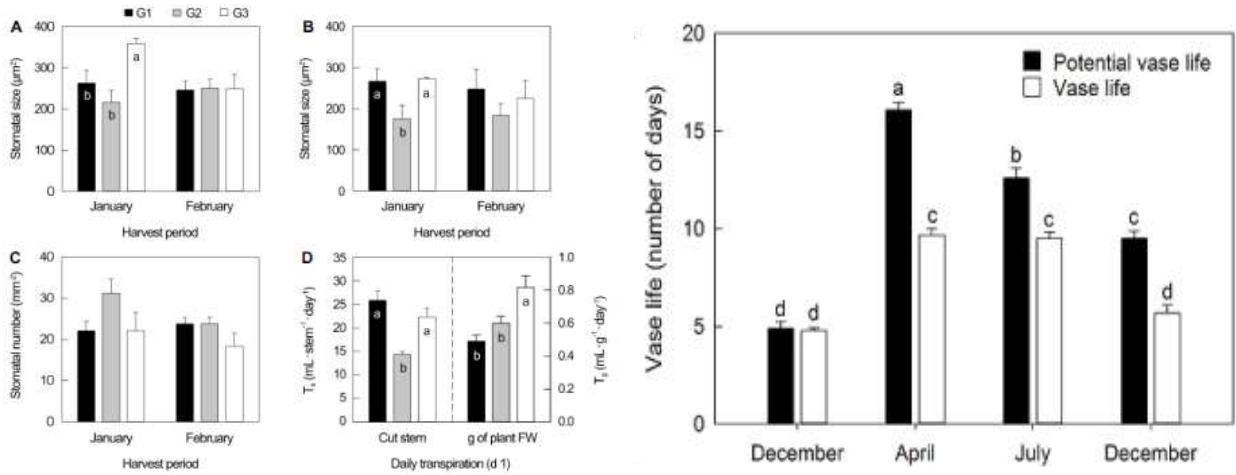 G1 G2 G3
A
Stomatal size (µm²)
400
300
200
100
0
b
b
a
January
February
Harvest period
B
Stomatal size (µm²)
400
300
200
100
0
a
b
a
January
February
Harvest period
C
Stomatal number (mm⁻²)
40
30
20
10
0
January
February
Harvest period
D
35
30
25
20
15
10
5
0
a
b
a
b
b
a
1.0
0.8
0.6
0.4
0.2
0.0
Cut stem
g of plant FW
Daily transpiration (d 1)
Vase life (number of days)
20
15
10
5
0
Potential vase life
Vase life
d
d
a
c
b
c
c
d
December
April
July
December